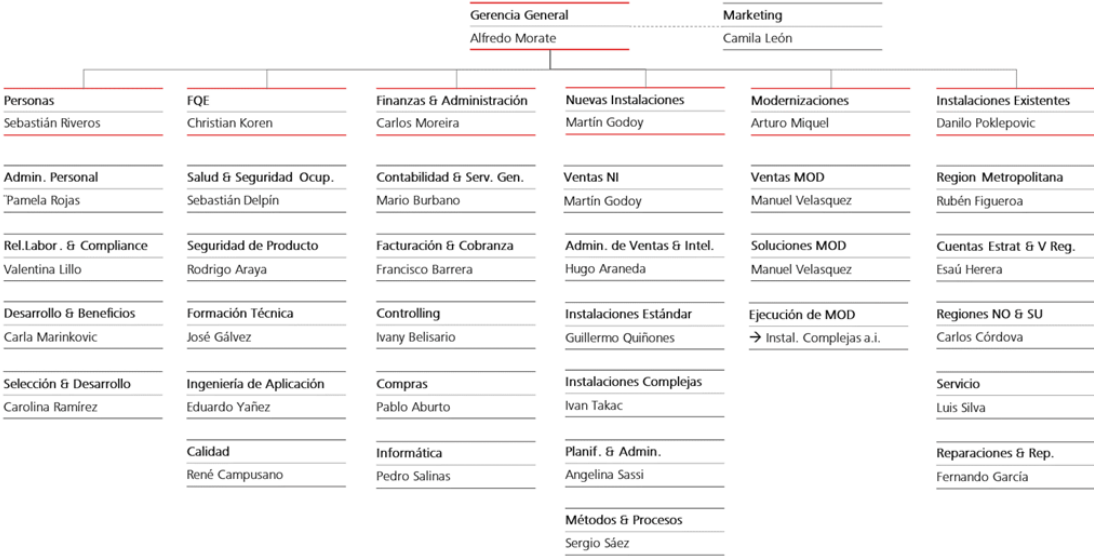 Gerencia General
Alfredo Morate
Marketing
Camila León
Personas
Sebastián Riveros
Admin. Personal
¨Pamela Rojas
Rel.Labor. & Compliance
Valentina Lillo
Desarrollo & Beneficios
Carla Marinkovic
Selección & Desarrollo
Carolina Ramírez
FQE
Christian Koren
Salud & Seguridad Ocup.
Sebastián Delpín
Seguridad de Producto
Rodrigo Araya
Formación Técnica
José Gálvez
Ingeniería de Aplicación
Eduardo Yañez
Calidad
René Campusano
Finanzas & Administración
Carlos Moreira
Contabilidad & Serv. Gen.
Mario Burbano
Facturación & Cobranza
Francisco Barrera
Controlling
Ivany Belisario
Compras
Pablo Aburto
Informática
Pedro Salinas
Nuevas Instalaciones
Martín Godoy
Ventas NI
Martín Godoy
Admin. de Ventas & Intel.
Hugo Araneda
Instalaciones Estándar
Guillermo Quiñones
Instalaciones Complejas
Ivan Takac
Planif. & Admin.
Angelina Sassi
Métodos & Procesos
Sergio Sáez
Modernizaciones
Arturo Miquel
Ventas MOD
Manuel Velasquez
Soluciones MOD
Manuel Velasquez
Ejecución de MOD
→ Instal. Complejas a.i.
Instalaciones Existentes
Danilo Poklepovic
Region Metropolitana
Rubén Figueroa
Cuentas Estrat & V Reg.
Esaú Herera
Regiones NO & SU
Carlos Córdova
Servicio
Luis Silva
Reparaciones & Rep.
Fernando García